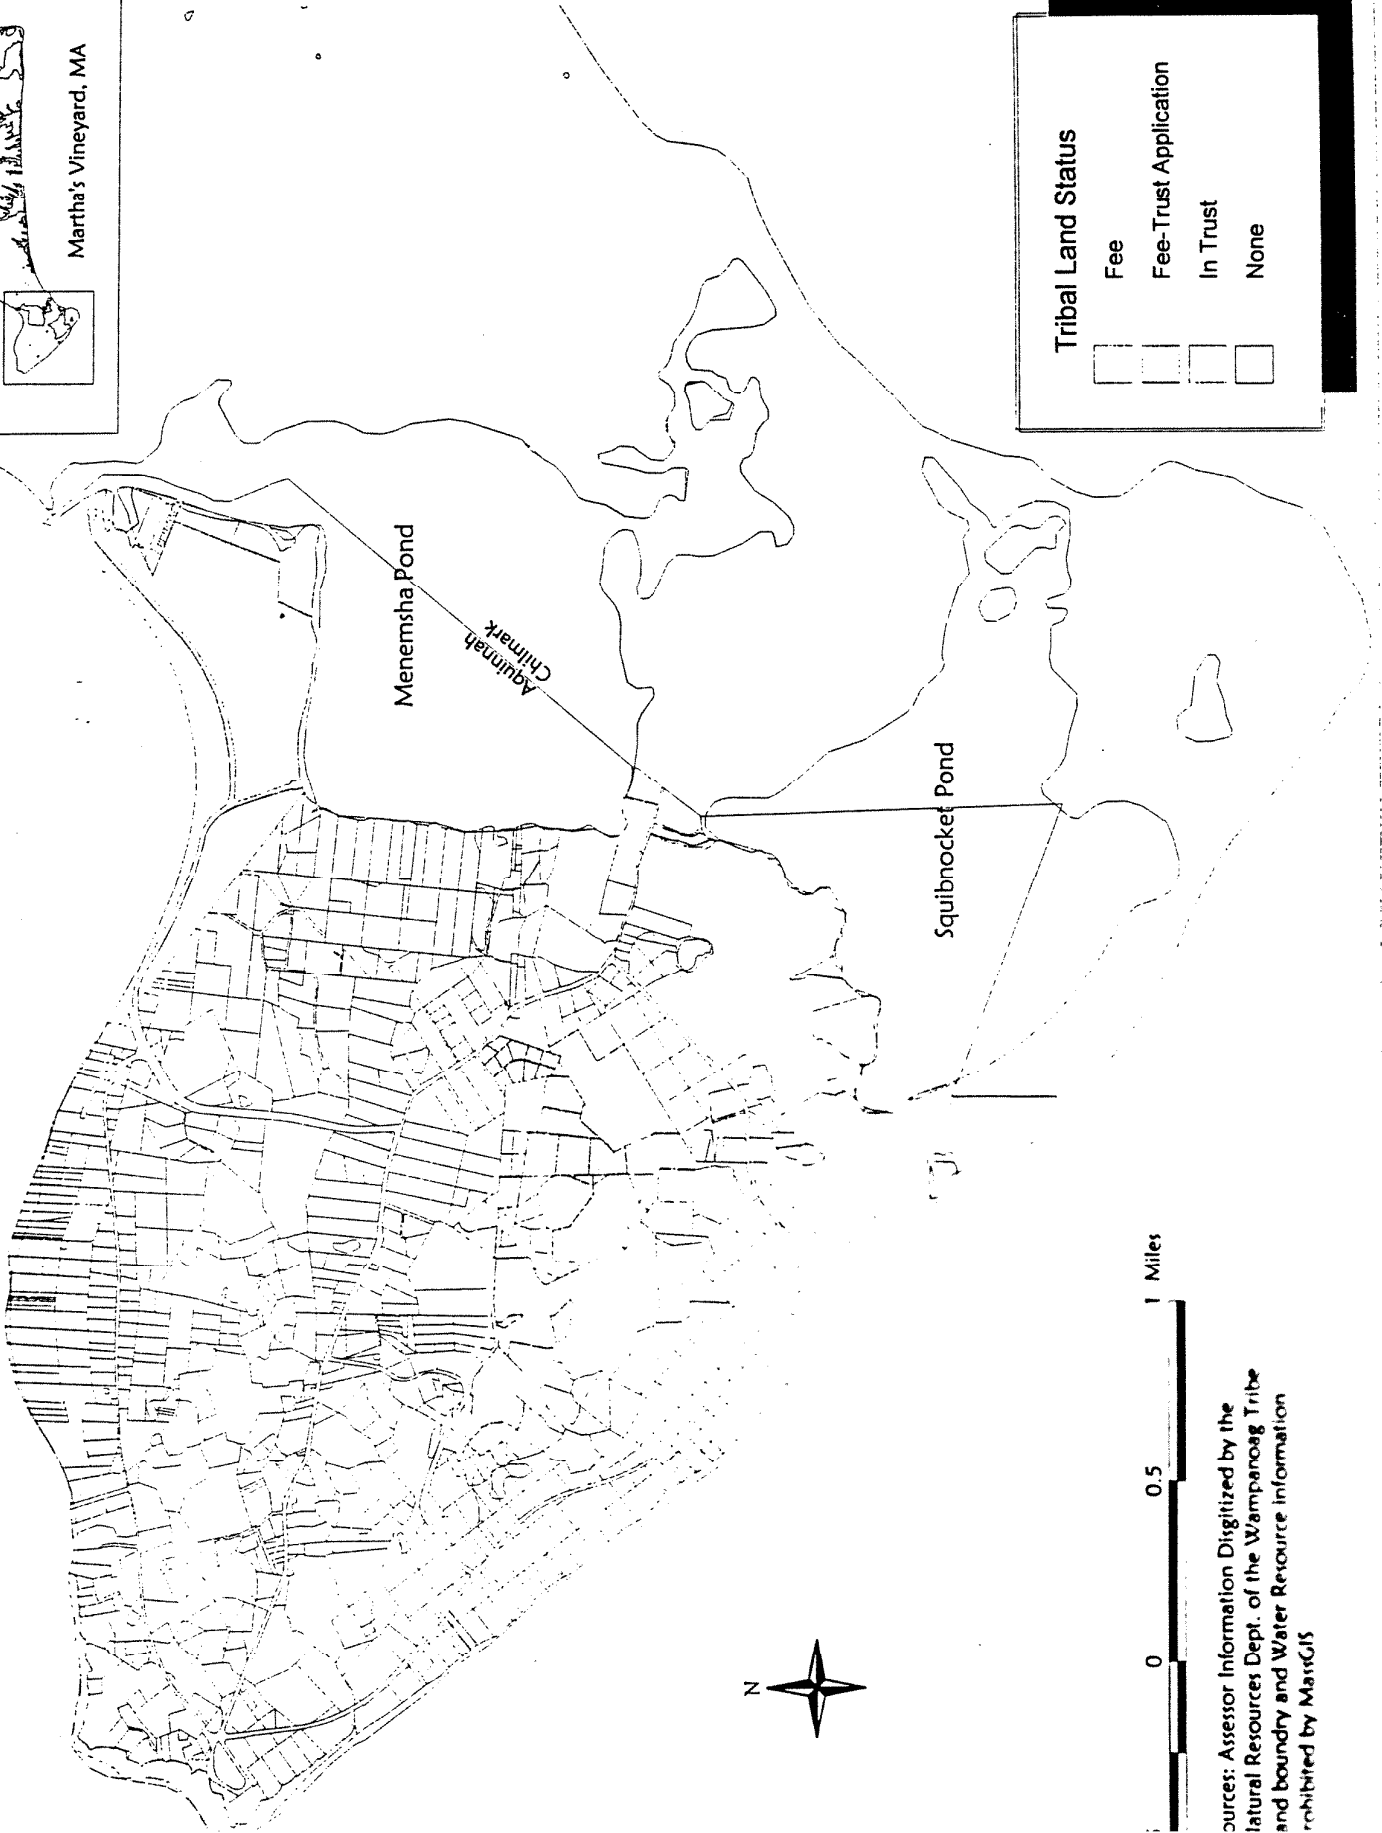 Martha's Vineyard, MA
Menemsha Pond
Aquinnah
Chilmark
Squibnocket Pond
Tribal Land Status
Fee
Fee-Trust Application
In Trust
None
N
0
0.5
1 Miles
ources: Assessor Information Disgitized by the
latural Resources Dept. of the Wampanoag Tribe
and boundry and Water Resource information
rohibited by MassGIS